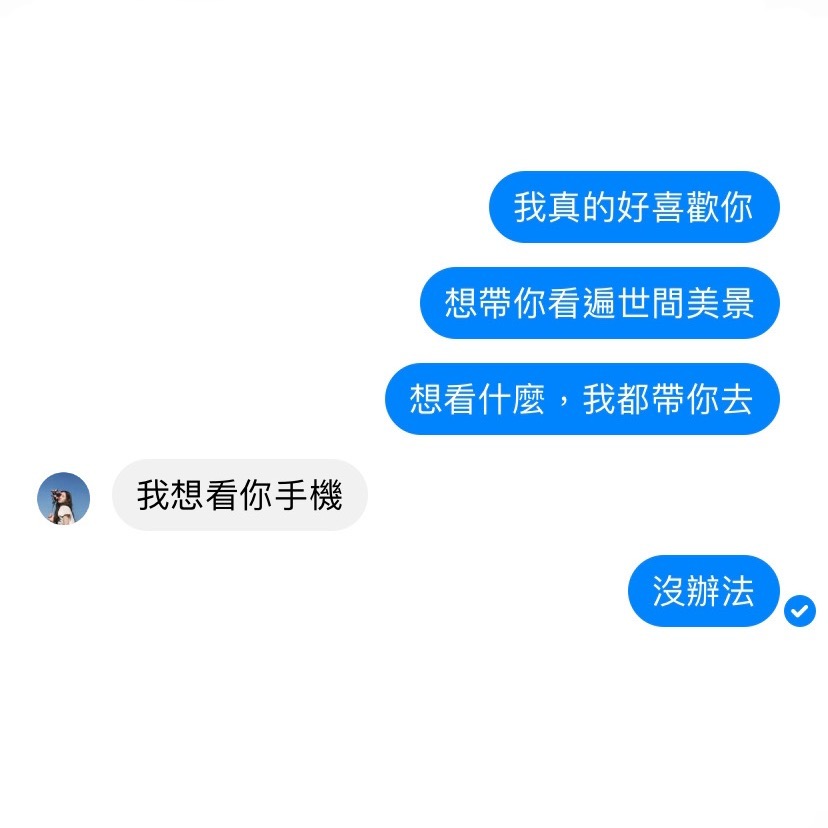 我真的好喜歡你
想帶你看遍世間美景
想看什麼，我都帶你去
我想看你手機
沒辦法